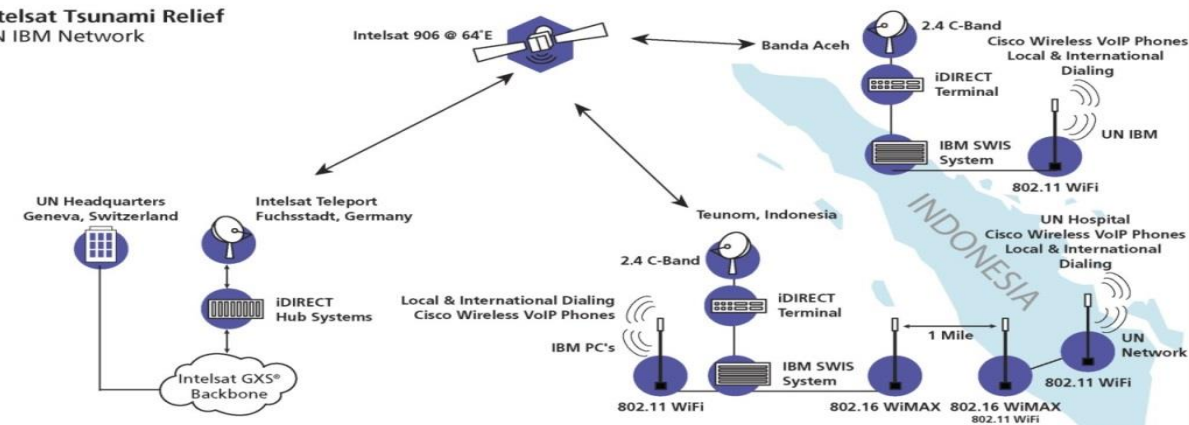 telsat Tsunami Relief
N IBM Network
Intelsat 906 @ 64°E
Banda Aceh
2.4 C-Band
Cisco Wireless VoIP Phones
Local & International
Dialing
iDIRECT
Terminal
UN IBM
IBM SWIS
System
802.11 WiFi
UN Headquarters
Geneva, Switzerland
Intelsat Teleport
Fuchsstadt, Germany
iDIRECT
Hub Systems
Intelsat GXS®
Backbone
Teunom, Indonesia
2.4 C-Band
iDIRECT
Terminal
Local & International Dialing
Cisco Wireless VoIP Phones
IBM PC's
IBM SWIS
System
802.11 WiFi
802.16 WiMAX
1 Mile
802.16 WiMAX
802.11 WiFi
INDONESIA
UN Hospital
Cisco Wireless VoIP Phones
Local & International
Dialing
UN
Network
802.11 WiFi